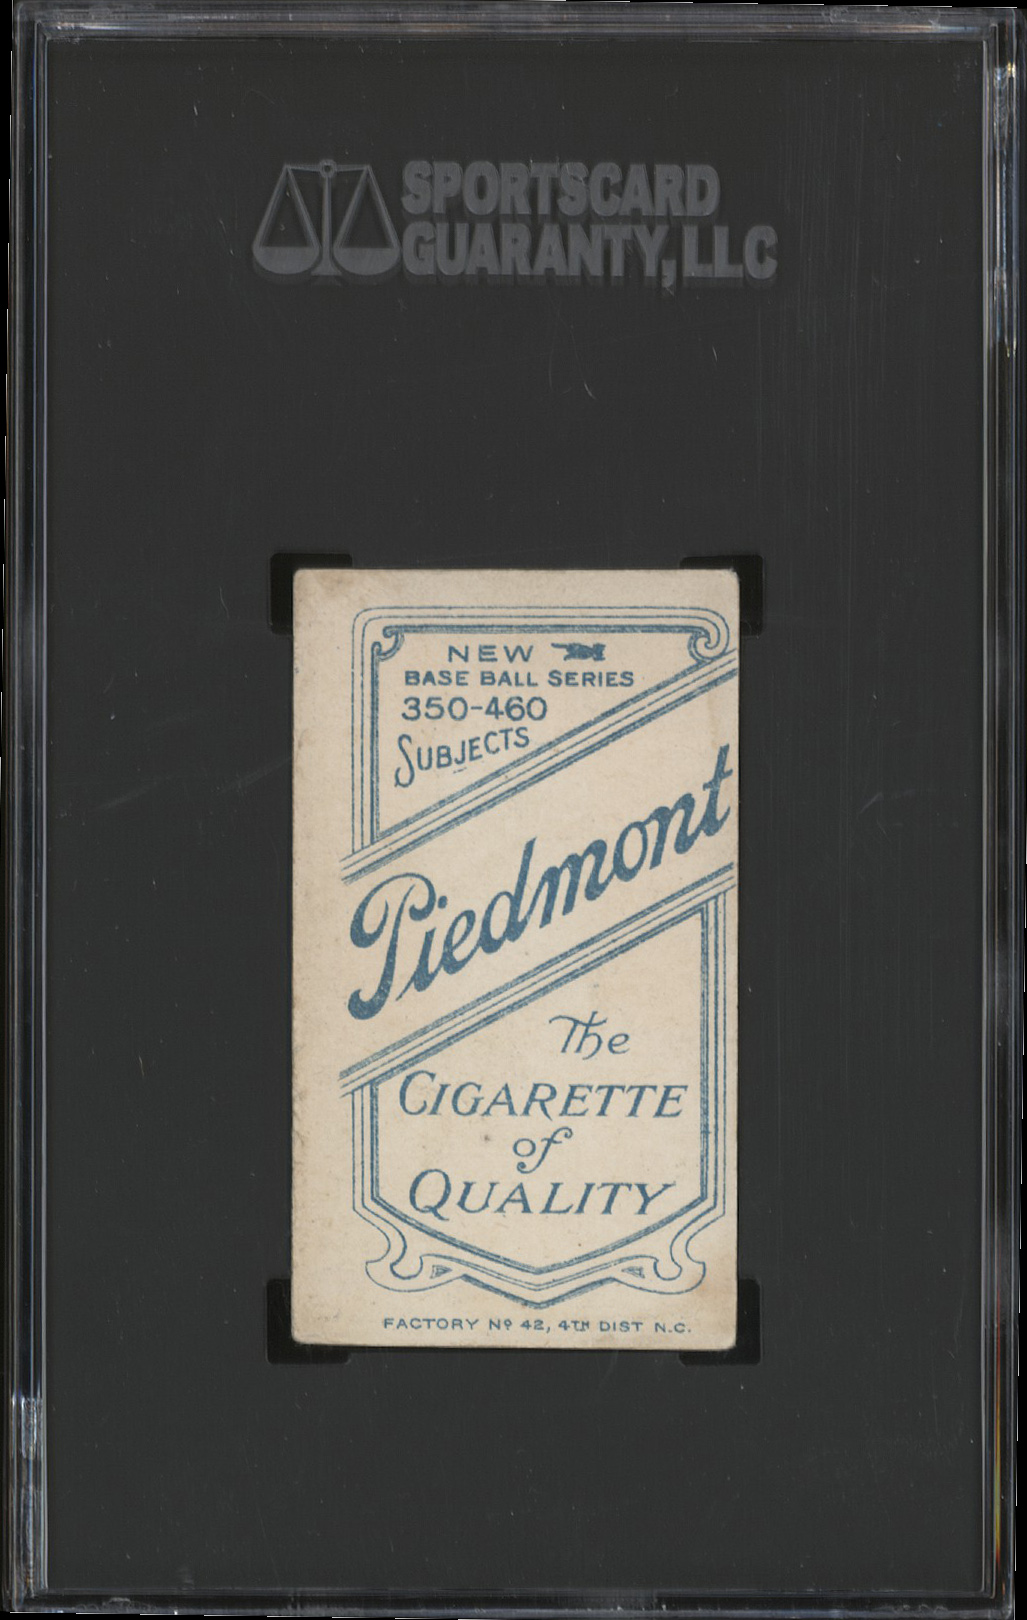 SPORTSCARD
GUARANTY, LLC
NEW
BASE BALL SERIES
350-460
SUBJECTS
Piedmont
The
CIGARETTE
of
QUALITY
FACTORY Nº 42, 4TH DIST N.C.